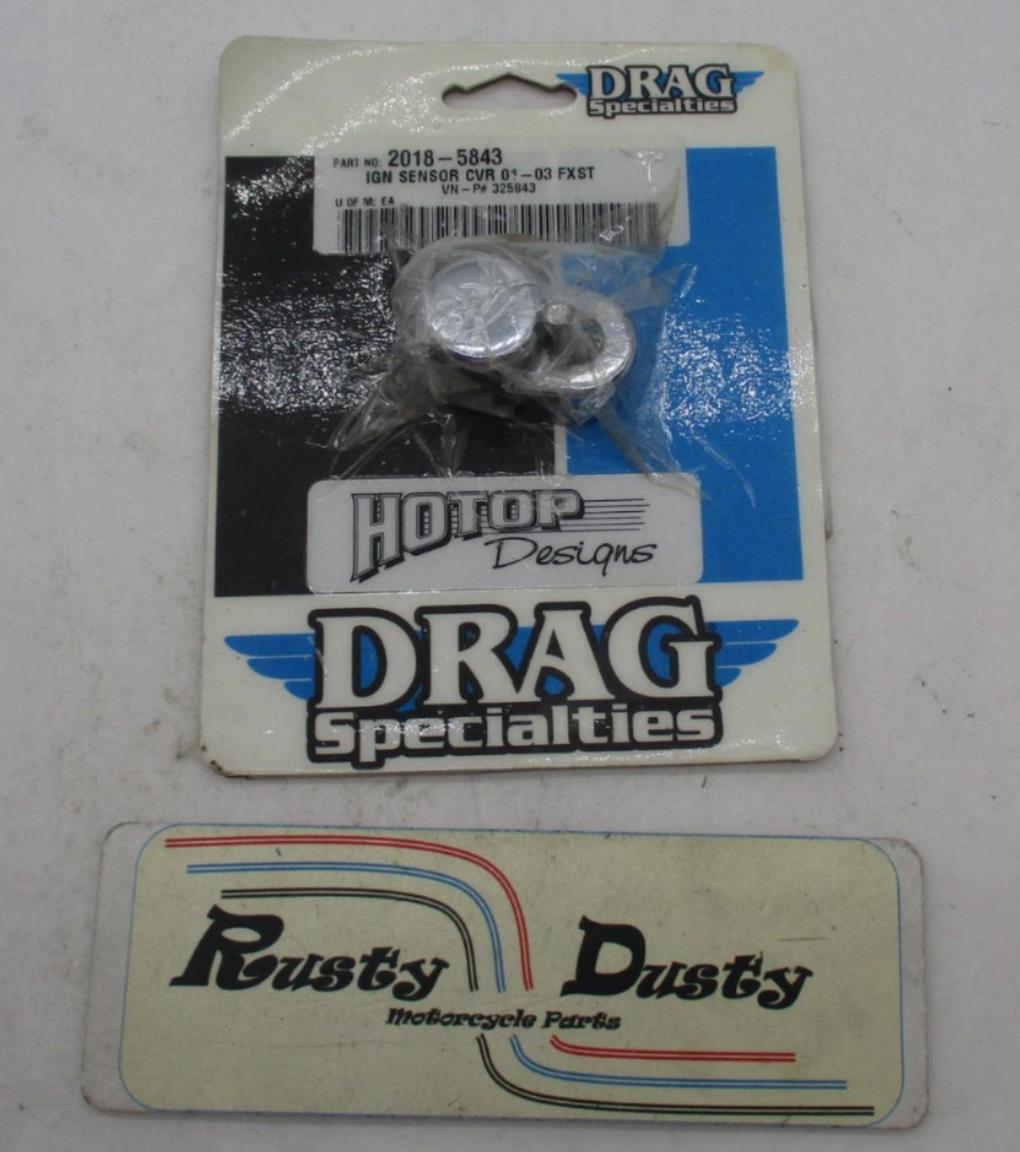 DRAG
Specialties
PART NO: 2018-5843
IGN SENSOR CVR 01-03 FXST
VN-P# 325843
U OF M: EA
HOTOP
Designs
DRAG
Specialties
Rusty Dusty
Motorcycle Parts